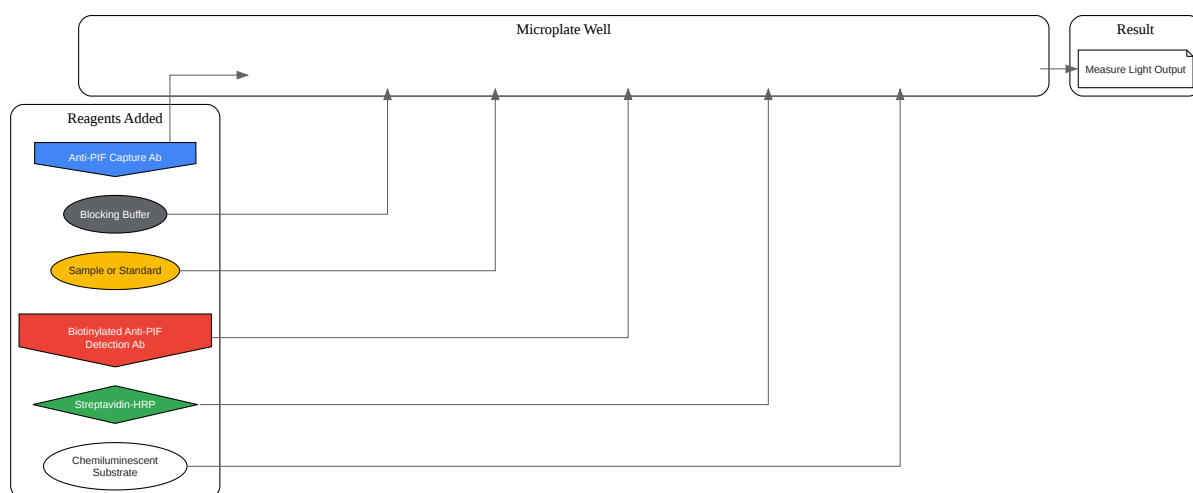 Microplate Well
Result
Measure Light Output
Reagents Added
Anti-PIF Capture Ab
Blocking Buffer
Sample or Standard
Biotinylated Anti-PIF
Detection Ab
Streptavidin-HRP
Chemiluminescent
Substrate